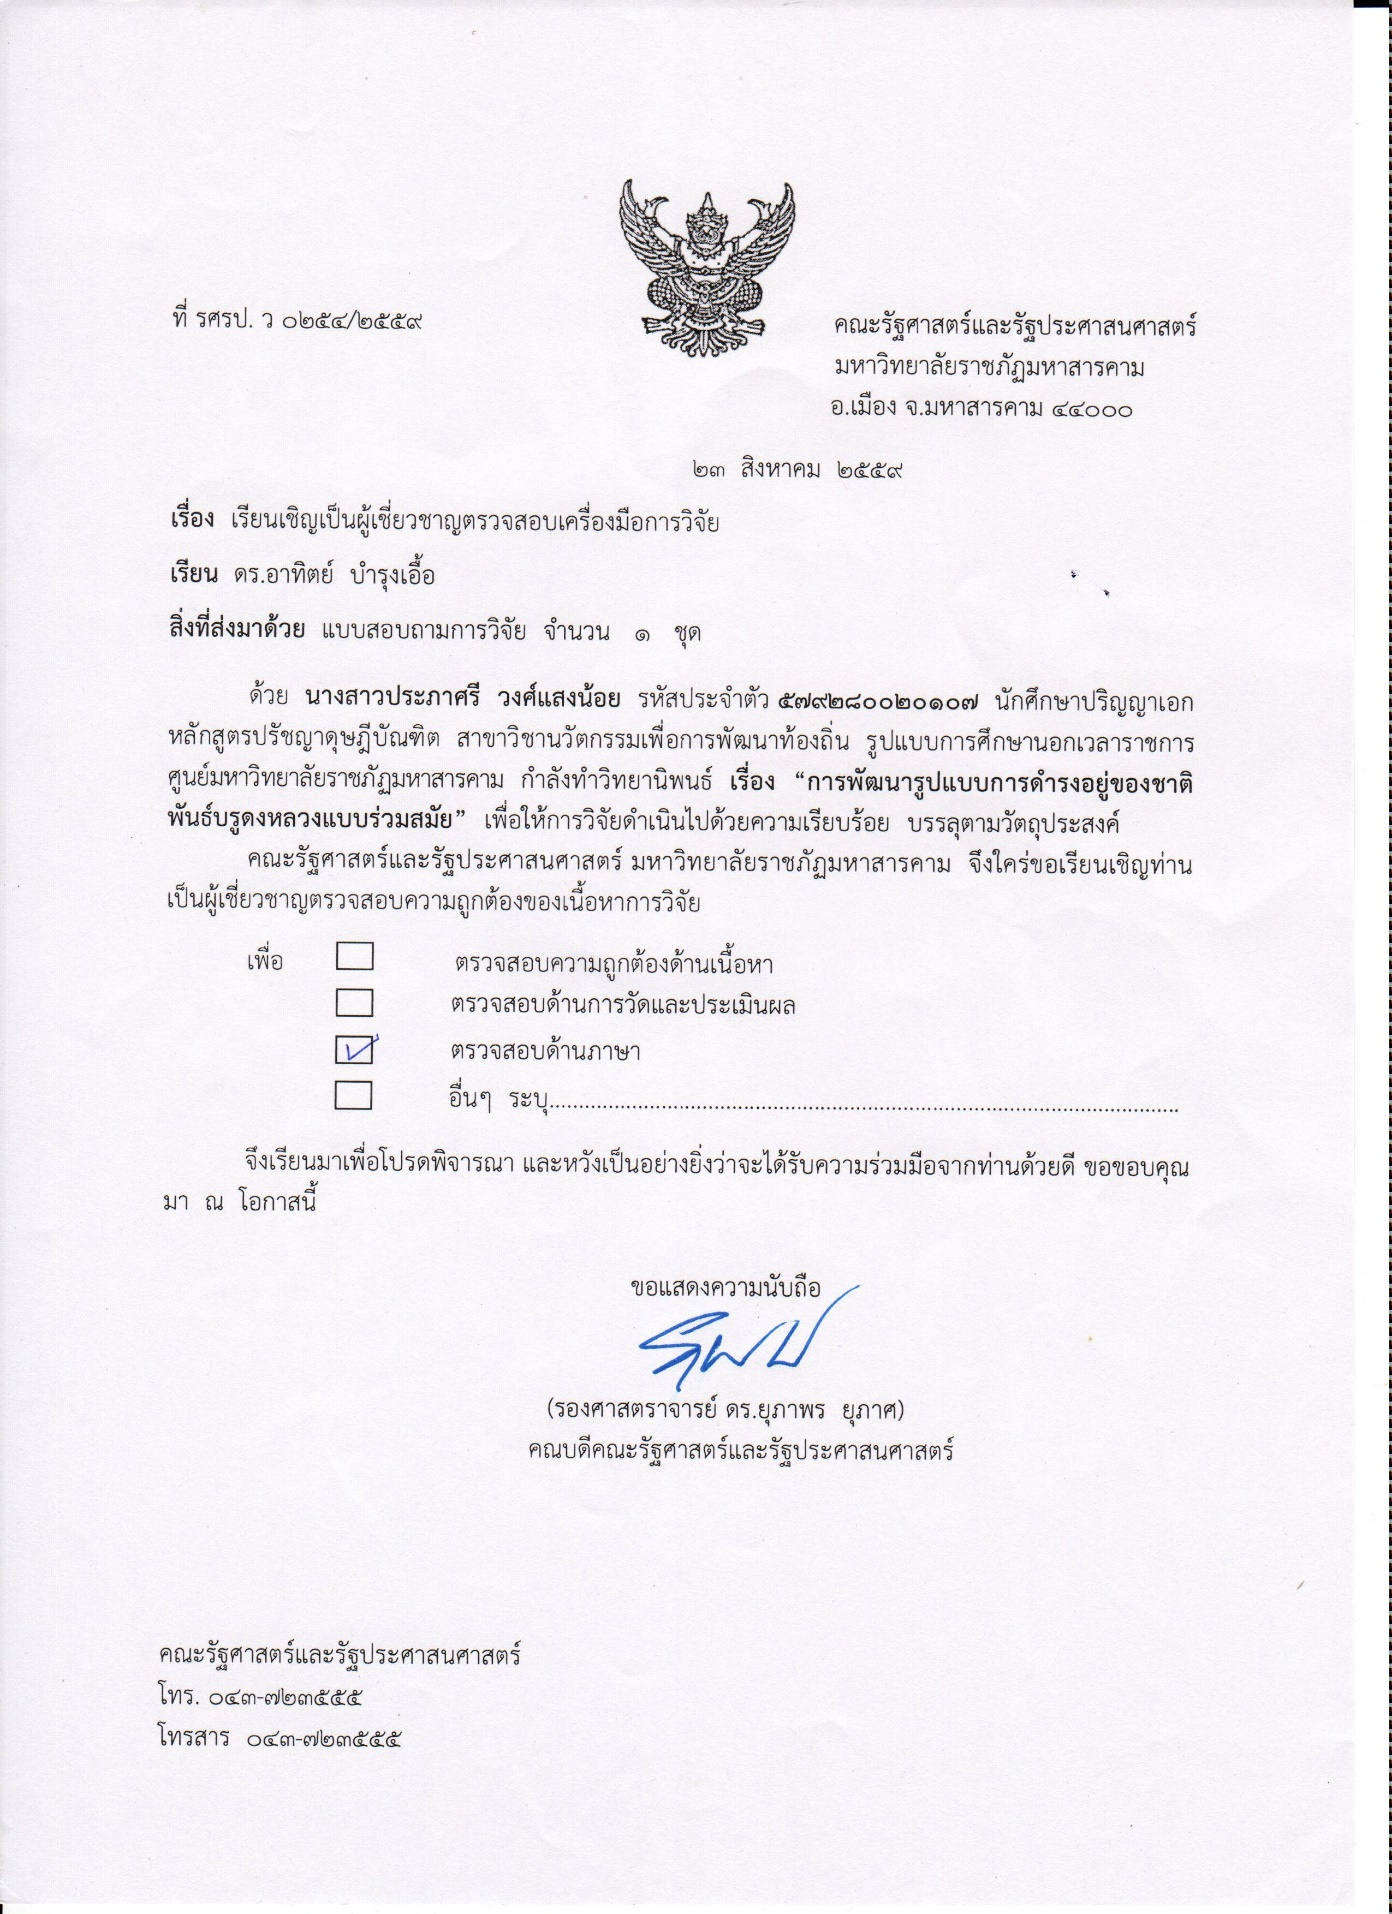 ที่ รศรป. ว ๐๒๕๔/๒๕๕๙
คณะรัฐศาสตร์และรัฐประศาสนศาสตร์
มหาวิทยาลัยราชภัฏมหาสารคาม
อ.เมือง จ.มหาสารคาม ๔๔๐๐๐
๒๓ สิงหาคม ๒๕๕๙
เรื่อง เรียนเชิญเป็นผู้เชี่ยวชาญตรวจสอบเครื่องมือการวิจัย
เรียน ดร.อาทิตย์ บำรุงเอื้อ
สิ่งที่ส่งมาด้วย แบบสอบถามการวิจัย จำนวน ๑ ชุด
ด้วย นางสาวประภาศรี วงศ์แสงน้อย รหัสประจำตัว ๕๗๙๒๘๐๐๒๐๑๐๗ นักศึกษาปริญญาเอก
หลักสูตรปรัชญาดุษฎีบัณฑิต สาขาวิชานวัตกรรมเพื่อการพัฒนาท้องถิ่น รูปแบบการศึกษานอกเวลาราชการ
ศูนย์มหาวิทยาลัยราชภัฏมหาสารคาม กำลังทำวิทยานิพนธ์ เรื่อง “การพัฒนารูปแบบการดำรงอยู่ของชาติ
พันธ์บรูดงหลวงแบบร่วมสมัย” เพื่อให้การวิจัยดำเนินไปด้วยความเรียบร้อย บรรลุตามวัตถุประสงค์
คณะรัฐศาสตร์และรัฐประศาสนศาสตร์ มหาวิทยาลัยราชภัฏมหาสารคาม จึงใคร่ขอเรียนเชิญท่าน
เป็นผู้เชี่ยวชาญตรวจสอบความถูกต้องของเนื้อหาการวิจัย
เพื่อ ตรวจสอบความถูกต้องด้านเนื้อหา
ตรวจสอบด้านการวัดและประเมินผล
ตรวจสอบด้านภาษา
อื่นๆ ระบุ..........................................................................................................
จึงเรียนมาเพื่อโปรดพิจารณา และหวังเป็นอย่างยิ่งว่าจะได้รับความร่วมมือจากท่านด้วยดี ขอขอบคุณ
มา ณ โอกาสนี้
ขอแสดงความนับถือ
(รองศาสตราจารย์ ดร.ยุภาพร ยุภาศ)
คณบดีคณะรัฐศาสตร์และรัฐประศาสนศาสตร์
คณะรัฐศาสตร์และรัฐประศาสนศาสตร์
โทร. ๐๔๓-๗๒๓๕๕๕
โทรสาร ๐๔๓-๗๒๓๕๕๕